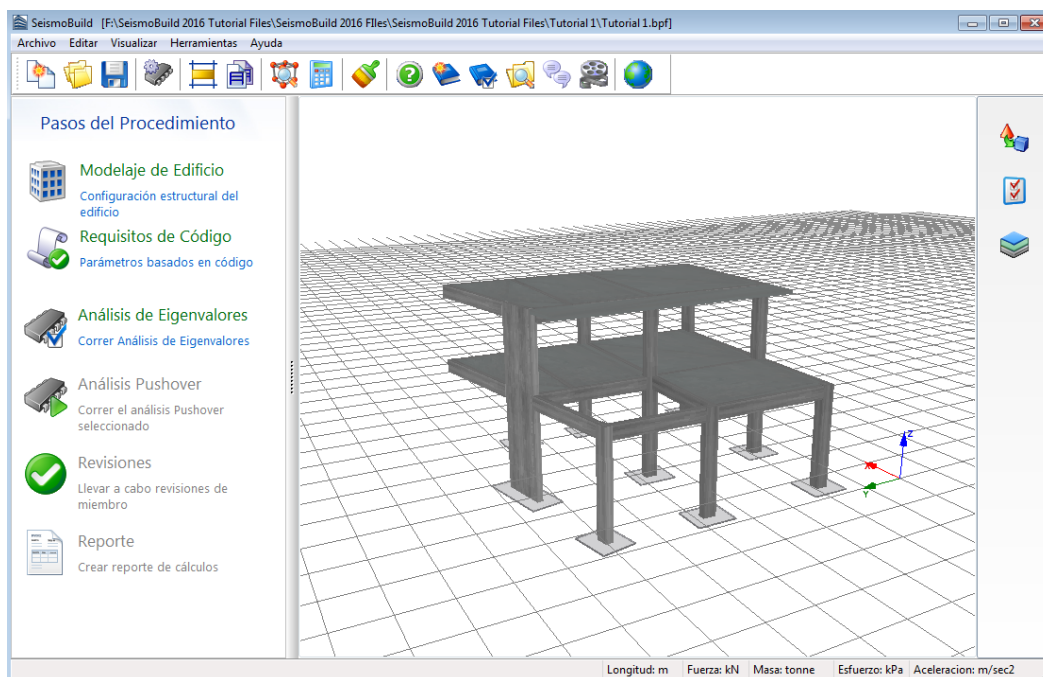 SeismoBuild [F:\SeismoBuild 2016 Tutorial Files\SeismoBuild 2016 FIles\SeismoBuild 2016 Tutorial Files\Tutorial 1\Tutorial 1.bpf]
Archivo Editar Visualizar Herramientas Ayuda
Pasos del Procedimiento
Modelaje de Edificio
Configuración estructural del
edificio
Requisitos de Código
Parámetros basados en código
Análisis de Eigenvalores
Correr Análisis de Eigenvalores
Análisis Pushover
Correr el análisis Pushover
seleccionado
Revisiones
Llevar a cabo revisiones de
miembro
Reporte
Crear reporte de cálculos
Z
X
Y
Longitud: m Fuerza: kN Masa: tonne Esfuerzo: kPa Aceleracion: m/sec2